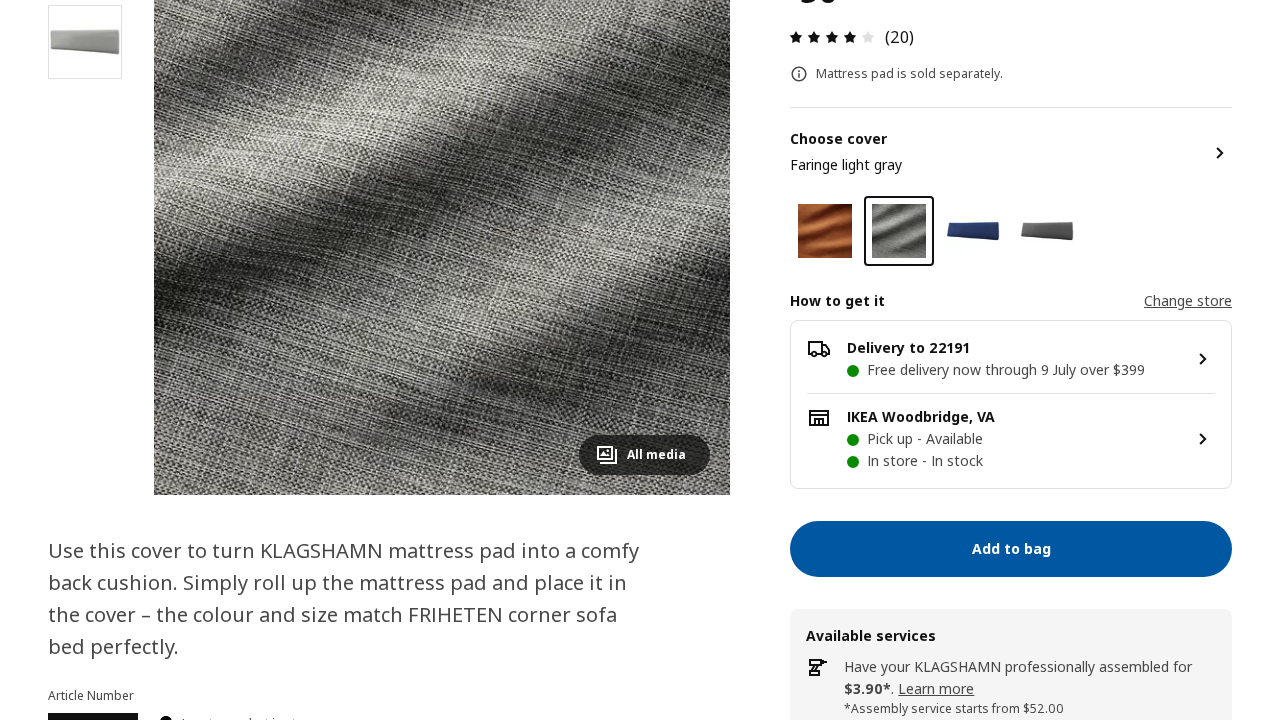 (20)
Mattress pad is sold separately.
Choose cover
Faringe light gray
How to get it
Change store
Delivery to 22191
Free delivery now through 9 July over $399
IKEA Woodbridge, VA
Pick up - Available
In store - In stock
All media
Add to bag
Use this cover to turn KLAGSHAMN mattress pad into a comfy
back cushion. Simply roll up the mattress pad and place it in
the cover – the colour and size match FRIHETEN corner sofa
bed perfectly.
Article Number
Available services
Have your KLAGSHAMN professionally assembled for
$3.90*. Learn more
*Assembly service starts from $52.00